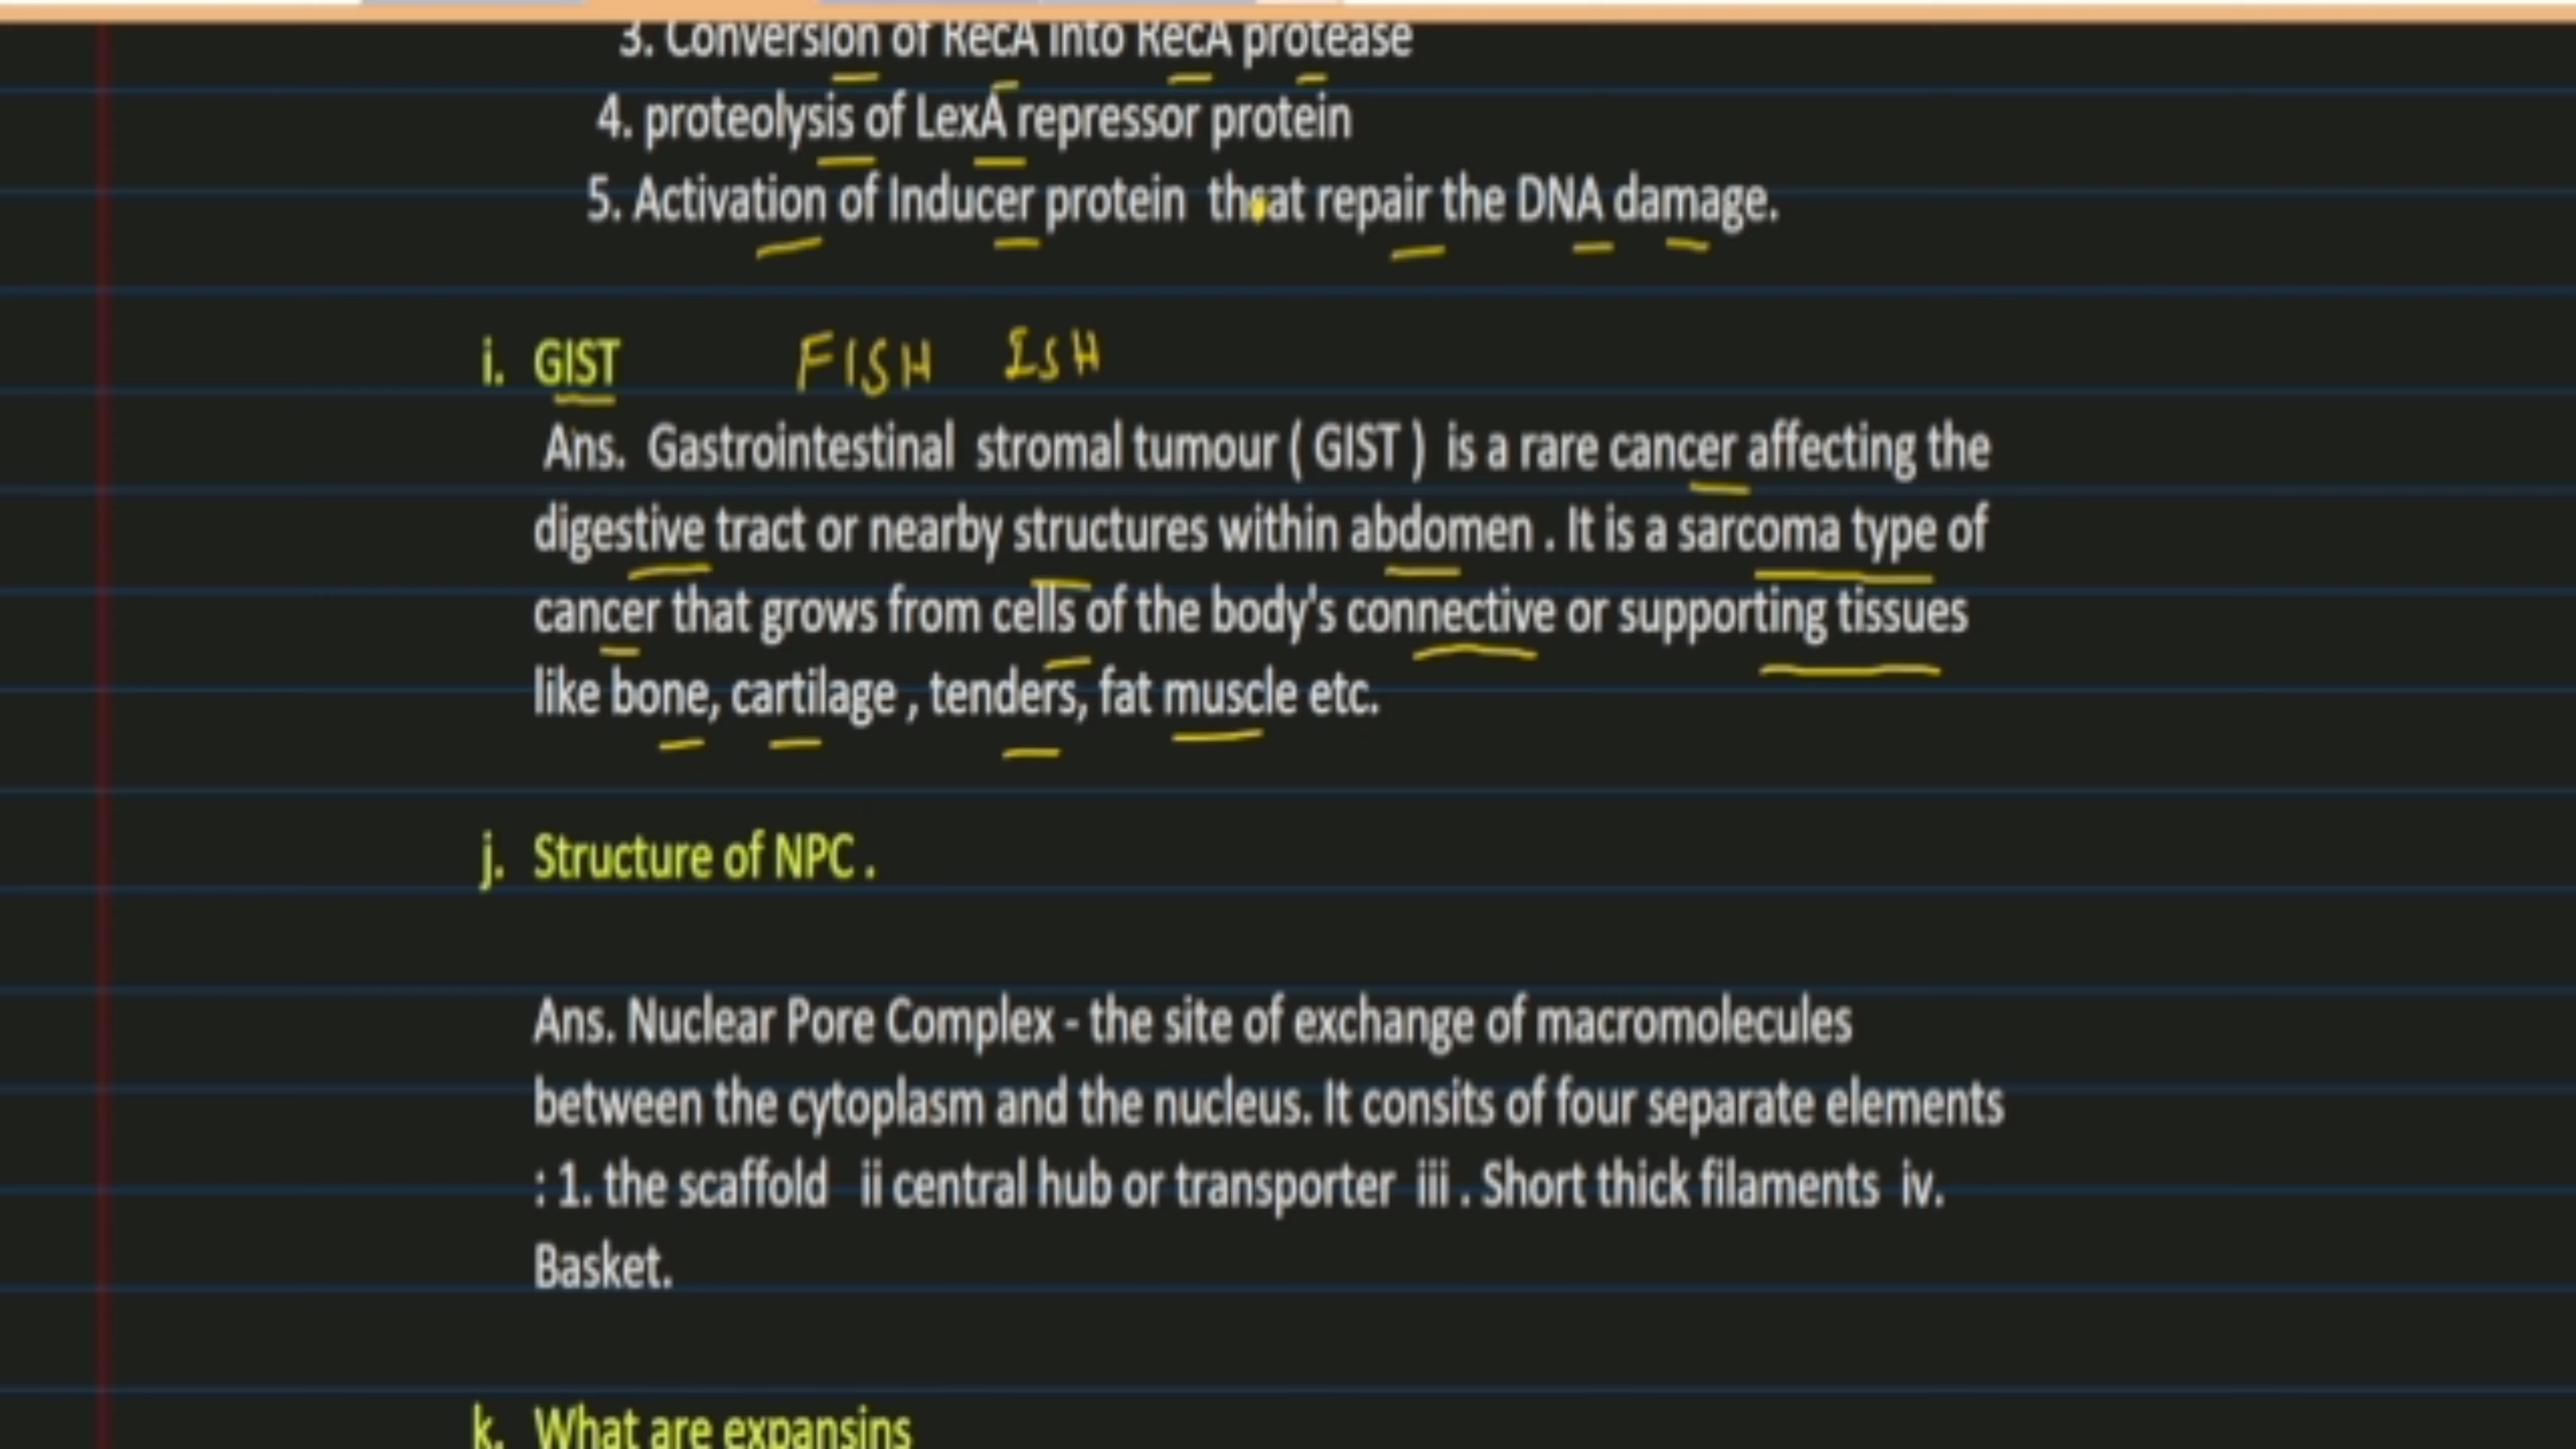 3. Conversion of RecA into RecA protease
4. proteolysis of LexA repressor protein
5. Activation of Inducer protein that repair the DNA damage.
i. GIST FISH ISH
Ans. Gastrointestinal stromal tumour ( GIST ) is a rare cancer affecting the
digestive tract or nearby structures within abdomen . It is a sarcoma type of
cancer that grows from cells of the body's connective or supporting tissues
like bone, cartilage , tenders, fat muscle etc.
j. Structure of NPC .
Ans. Nuclear Pore Complex - the site of exchange of macromolecules
between the cytoplasm and the nucleus. It consits of four separate elements
: 1. the scaffold ii central hub or transporter iii . Short thick filaments iv.
Basket.
k. What are expansins